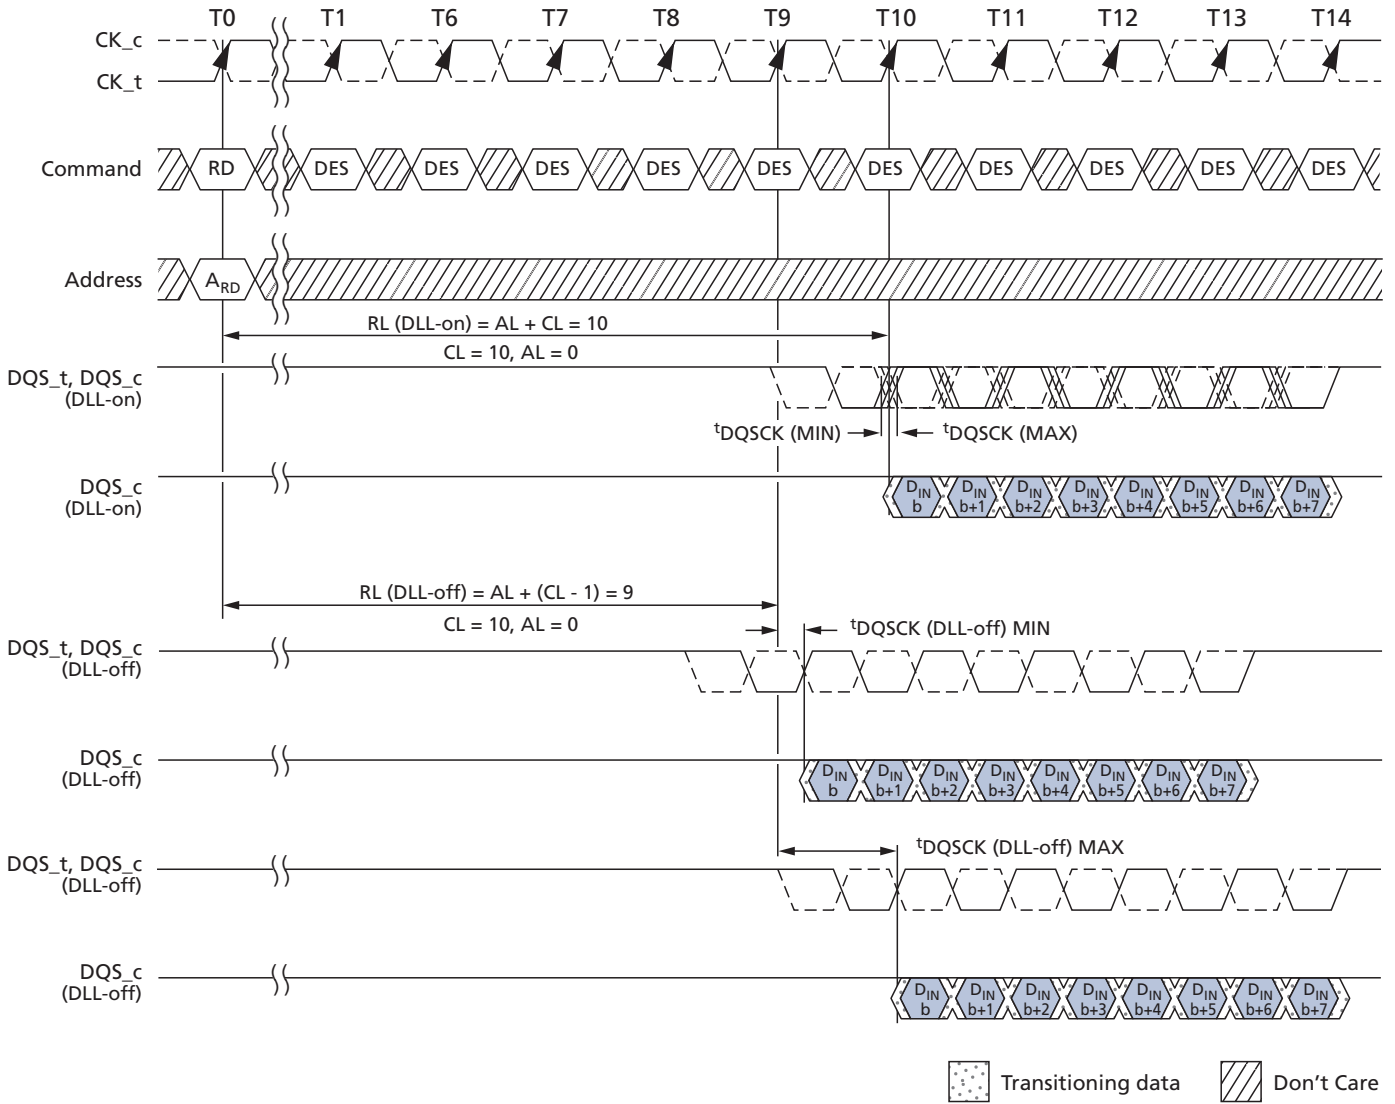 T0 T1 T6 T7 T8 T9 T10 T11 T12 T13 T14
CK_c
CK_t
Command RD DES DES DES DES DES DES DES DES DES DES
Address ARD
RL (DLL-on) = AL + CL = 10
CL = 10, AL = 0
DQS_t, DQS_c
(DLL-on)
tDQSCK (MIN) tDQSCK (MAX)
DQS_c
(DLL-on)
DIN DIN DIN DIN DIN DIN DIN DIN
b b+1 b+2 b+3 b+4 b+5 b+6 b+7
RL (DLL-off) = AL + (CL - 1) = 9
CL = 10, AL = 0
tDQSCK (DLL-off) MIN
DQS_t, DQS_c
(DLL-off)
DQS_c
(DLL-off)
DIN DIN DIN DIN DIN DIN DIN DIN
b b+1 b+2 b+3 b+4 b+5 b+6 b+7
tDQSCK (DLL-off) MAX
DQS_t, DQS_c
(DLL-off)
DQS_c
(DLL-off)
DIN DIN DIN DIN DIN DIN DIN DIN
b b+1 b+2 b+3 b+4 b+5 b+6 b+7
Transitioning data Don't Care